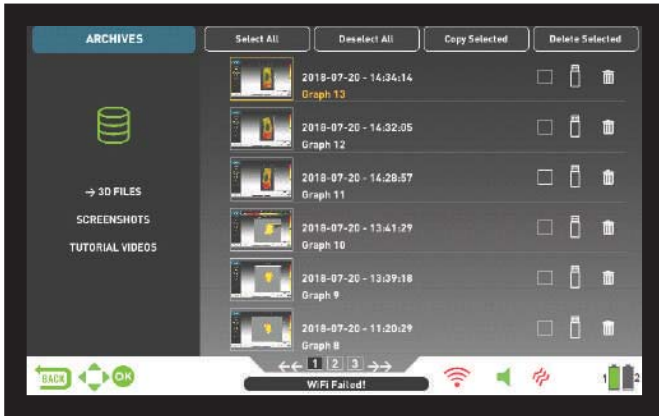 ARCHIVES
Select All
Deselect All
Copy Selected
Delete Selected
2018-07-20 - 14:34:14
Graph 13
2018-07-20 - 14:32:05
Graph 12
2018-07-20 - 14:28:57
Graph 11
2018-07-20 - 13:41:29
Graph 10
2018-07-20 - 13:39:18
Graph 9
2018-07-20 - 11:20:29
Graph 8
→ 3D FILES
SCREENSHOTS
TUTORIAL VIDEOS
BACK
OK
←← 1 2 3 →→
WiFi Failed!
1 2